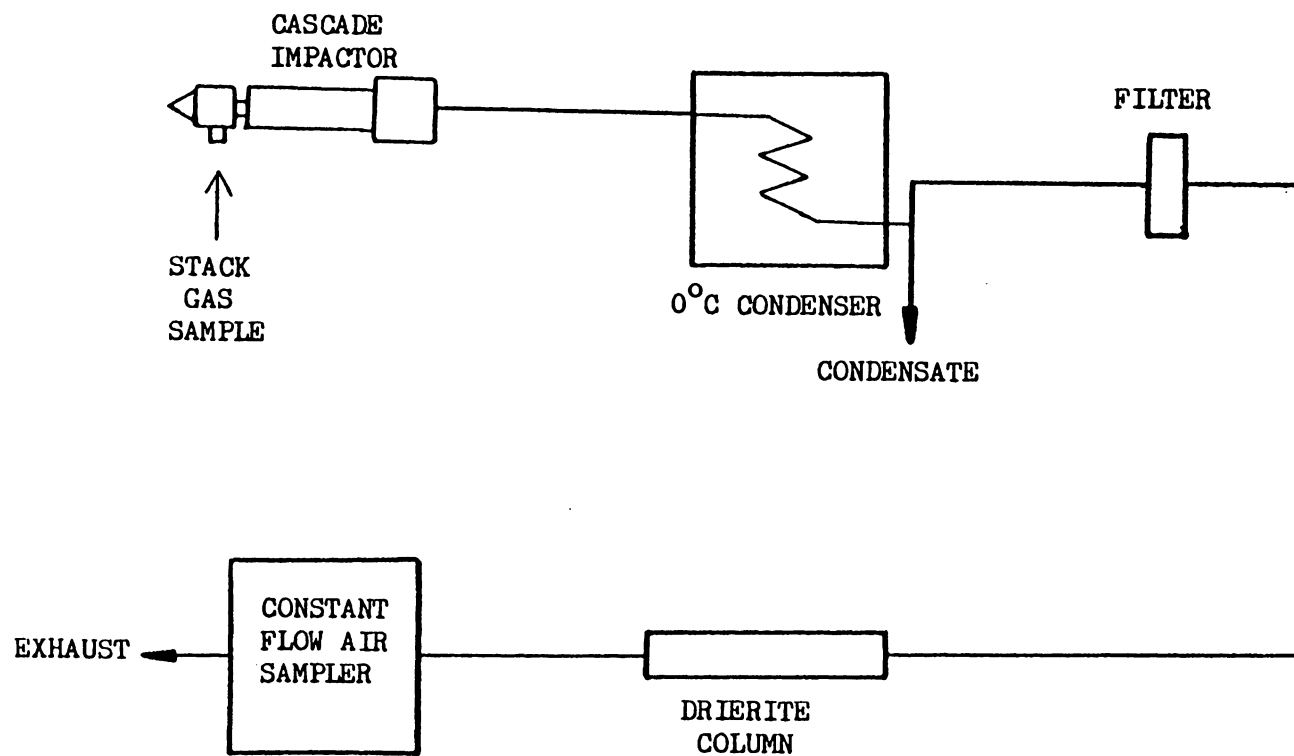 CASCADE
IMPACTOR
FILTER
STACK
GAS
SAMPLE
0°C CONDENSER
CONDENSATE
CONSTANT
FLOW AIR
SAMPLER
EXHAUST
DRIERITE
COLUMN